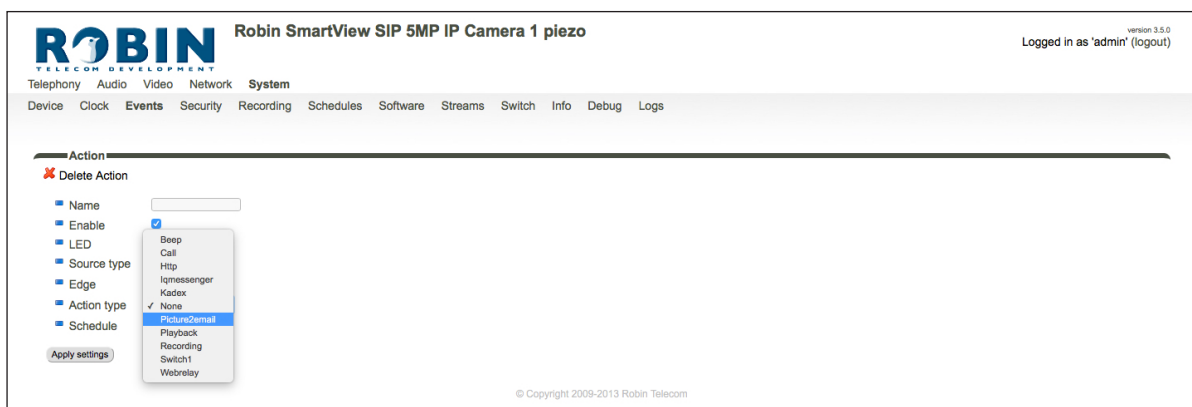 ROBIN
TELECOM DEVELOPMENT
Robin SmartView SIP 5MP IP Camera 1 piezo
version 3.5.0
Logged in as 'admin' (logout)
Telephony Audio Video Network System
Device Clock Events Security Recording Schedules Software Streams Switch Info Debug Logs
Action
Delete Action
Name
Enable
LED
Source type
Edge
Action type
Schedule
Beep
Call
Http
Iqmessenger
Kadex
✓ None
Picture2email
Playback
Recording
Switch1
Webrelay
Apply settings
© Copyright 2009-2013 Robin Telecom